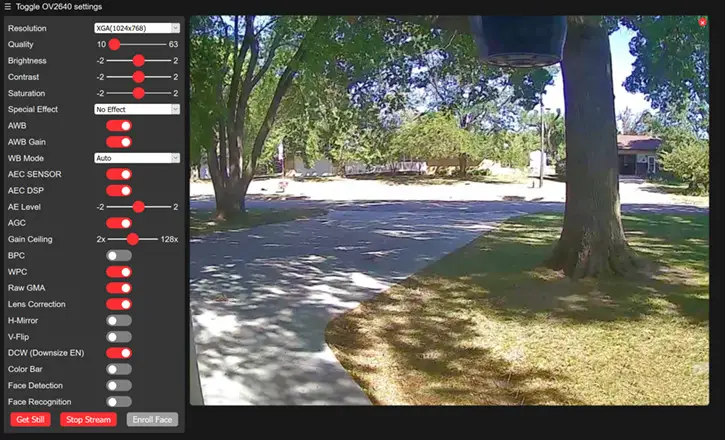 ☰ Toggle OV2640 settings
Resolution XGA(1024x768)
Quality 10 63
Brightness -2 2
Contrast -2 2
Saturation -2 2
Special Effect No Effect
AWB
AWB Gain
WB Mode Auto
AEC SENSOR
AEC DSP
AE Level -2 2
AGC
Gain Ceiling 2x 128x
BPC
WPC
Raw GMA
Lens Correction
H-Mirror
V-Flip
DCW (Downsize EN)
Color Bar
Face Detection
Face Recognition
Get Still Stop Stream Enroll Face